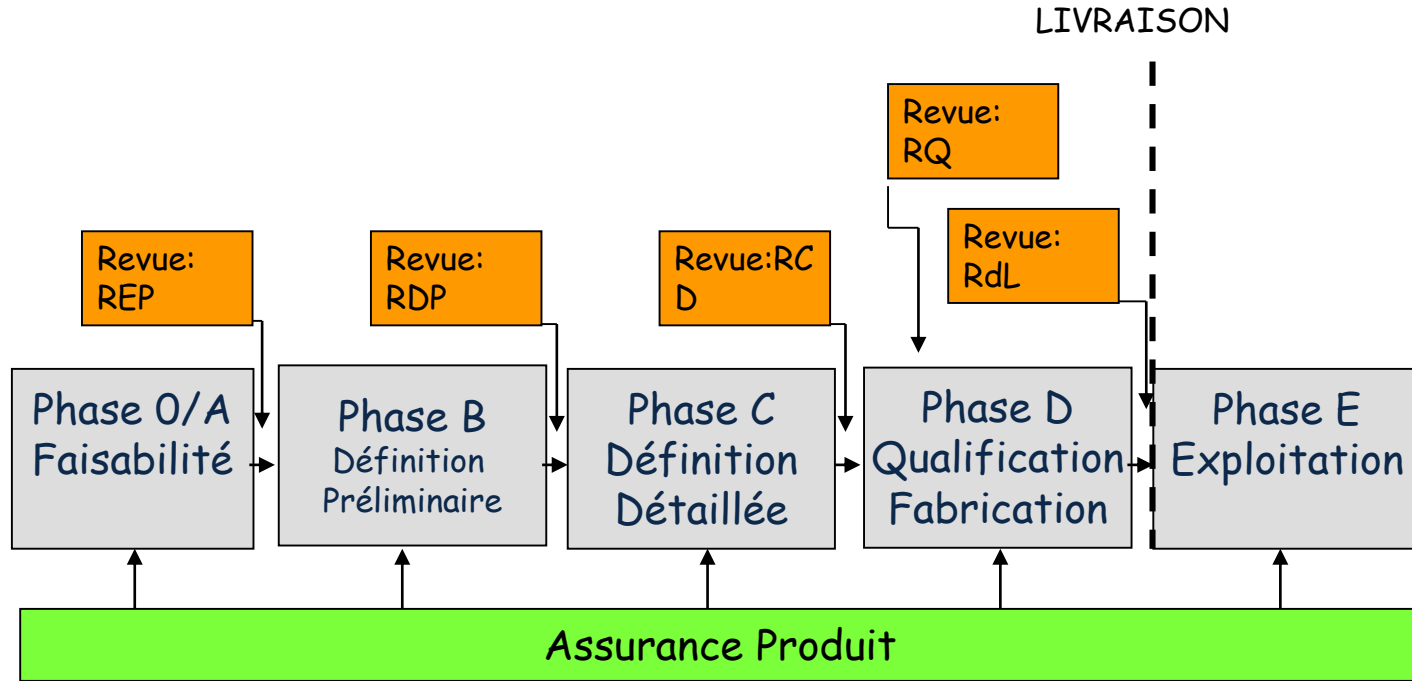 LIVRAISON
Revue:
RQ
Revue:
REP
Revue:
RDP
Revue:RC
D
Revue:
RdL
Phase 0/A
Faisabilité
Phase B
Définition
Préliminaire
Phase C
Définition
Détaillée
Phase D
Qualification
Fabrication
Phase E
Exploitation
Assurance Produit